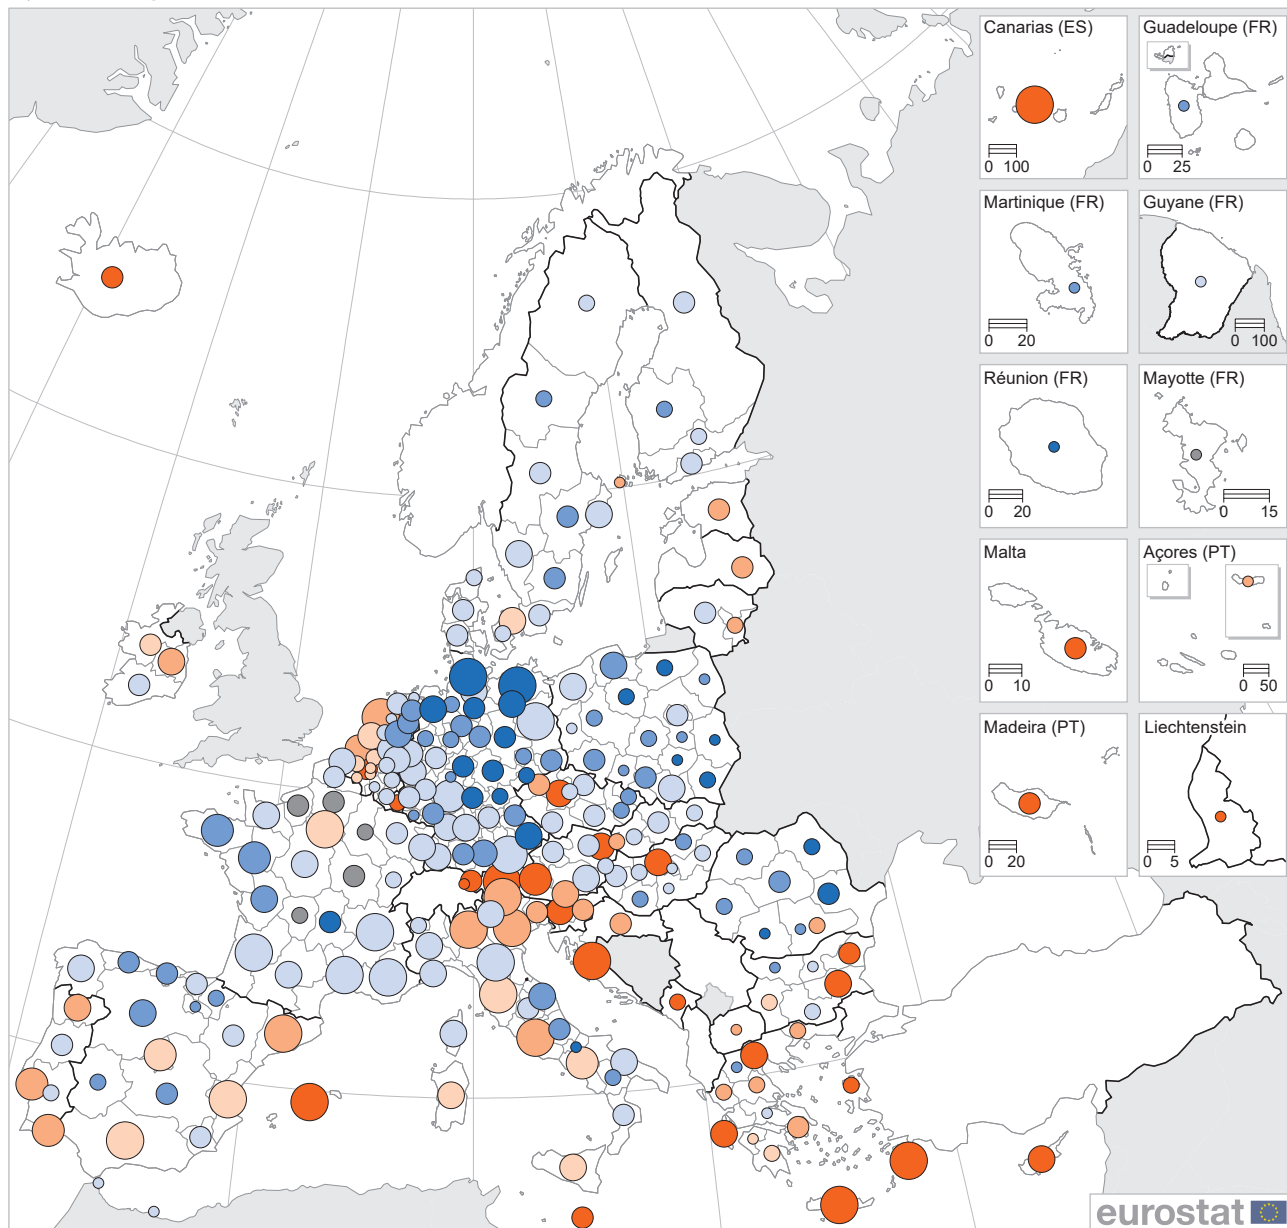 Canarias (ES)
0 100
Guadeloupe (FR)
0 25
Martinique (FR)
0 20
Guyane (FR)
0 100
Réunion (FR)
0 20
Mayotte (FR)
0 15
Malta
0 10
Açores (PT)
0 50
Madeira (PT)
0 20
Liechtenstein
0 5
eurostat